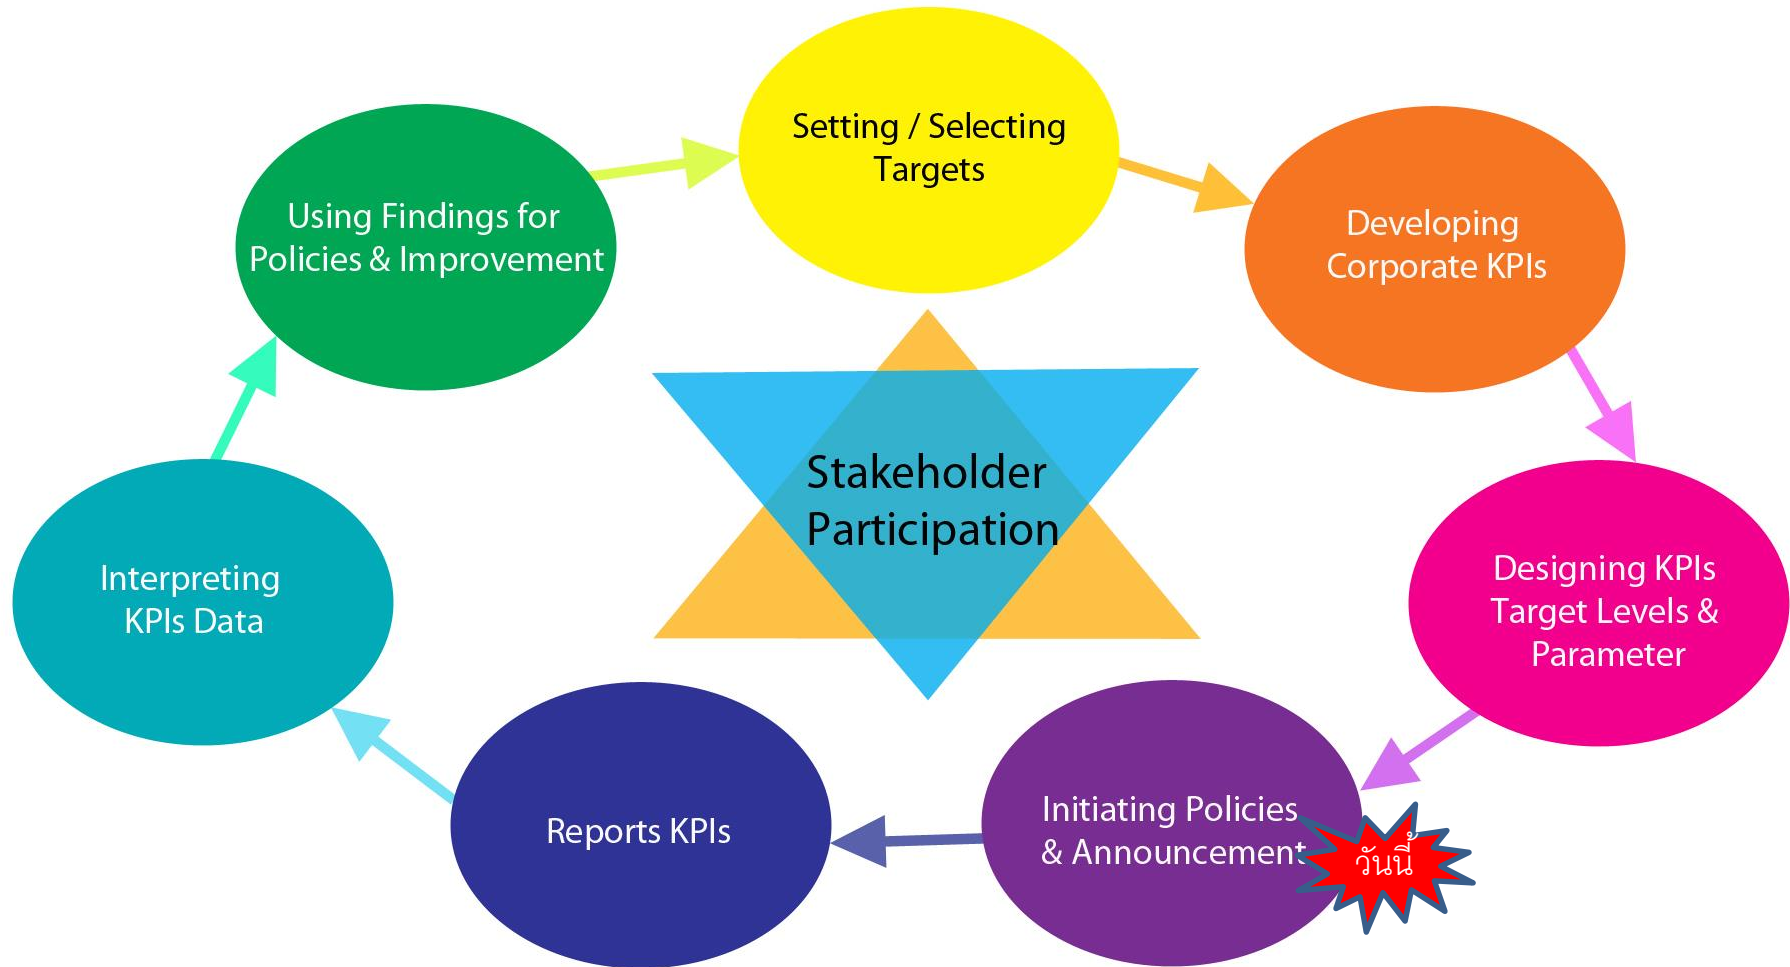 Setting / Selecting
Targets
Developing
Corporate KPIs
Designing KPIs
Target Levels &
Parameter
Initiating Policies
& Announcement
วันนี้
Reports KPIs
Interpreting
KPIs Data
Using Findings for
Policies & Improvement
Stakeholder
Participation